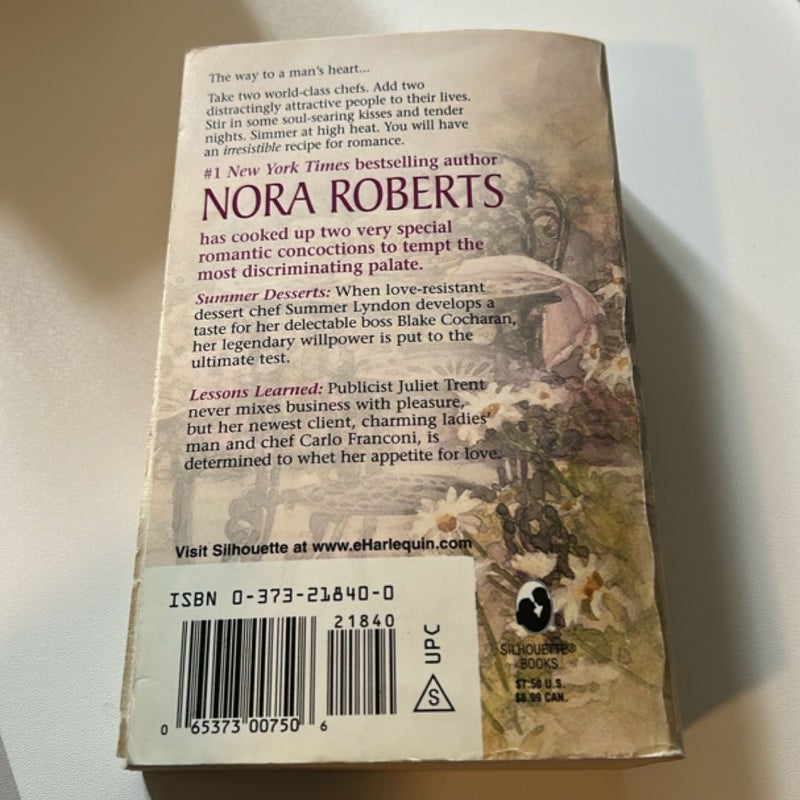 The way to a man's heart...
Take two world-class chefs. Add two
distractingly attractive people to their lives.
Stir in some soul-searing kisses and tender
nights. Simmer at high heat. You will have
an irresistible recipe for romance.
#1 New York Times bestselling author
NORA ROBERTS
has cooked up two very special
romantic concoctions to tempt the
most discriminating palate.
Summer Desserts: When love-resistant
dessert chef Summer Lyndon develops a
taste for her delectable boss Blake Cocharan,
her legendary willpower is put to the
ultimate test.
Lessons Learned: Publicist Juliet Trent
never mixes business with pleasure,
but her newest client, charming ladies'
man and chef Carlo Franconi, is
determined to whet her appetite for love.
Visit Silhouette at www.eHarlequin.com
ISBN 0-373-21840-0
21840
UPC
S
0 65373 00750 6
SILHOUETTE®
BOOKS
$7.50 U.S.
$8.99 CAN.